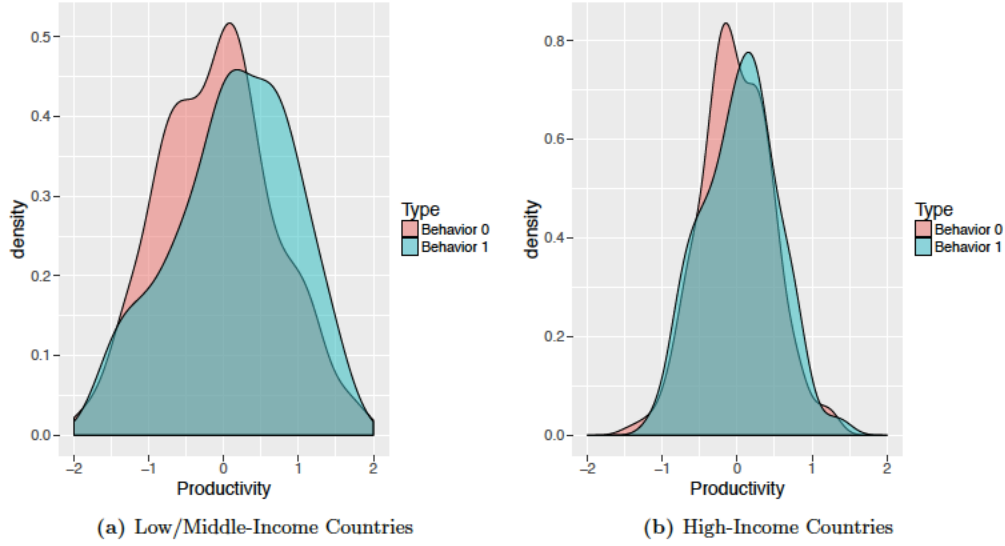 density
0.5
0.4
0.3
0.2
0.1
0.0
−2
−1
0
1
2
Productivity
Type
Behavior 0
Behavior 1
(a) Low/Middle-Income Countries
density
0.8
0.6
0.4
0.2
0.0
−2
−1
0
1
2
Productivity
Type
Behavior 0
Behavior 1
(b) High-Income Countries